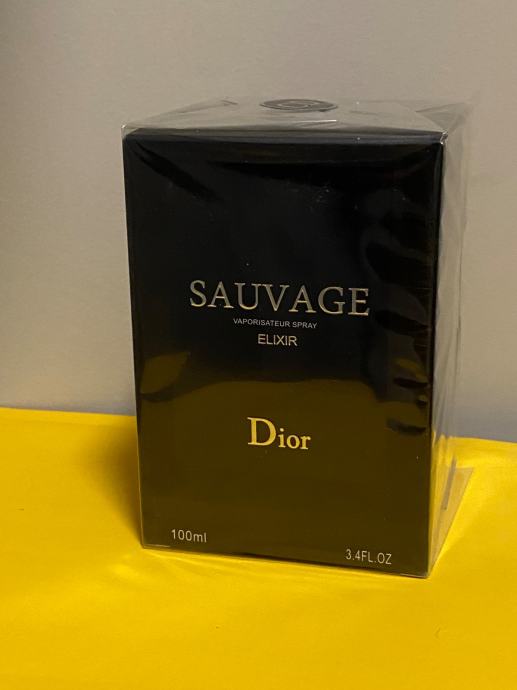 SAUVAGE
VAPORISATEUR SPRAY
ELIXIR
Dior
100ml
3.4FL.OZ